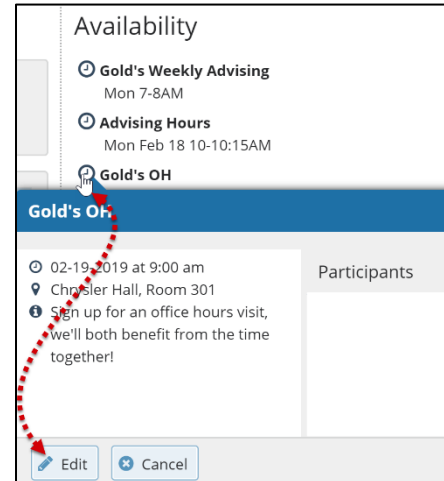 Availability
Gold's Weekly Advising
Mon 7-8AM
Advising Hours
Mon Feb 18 10-10:15AM
Gold's OH
Gold's OH
02-19-2019 at 9:00 am
Chrysler Hall, Room 301
Sign up for an office hours visit,
we'll both benefit from the time
together!
Participants
Edit
Cancel